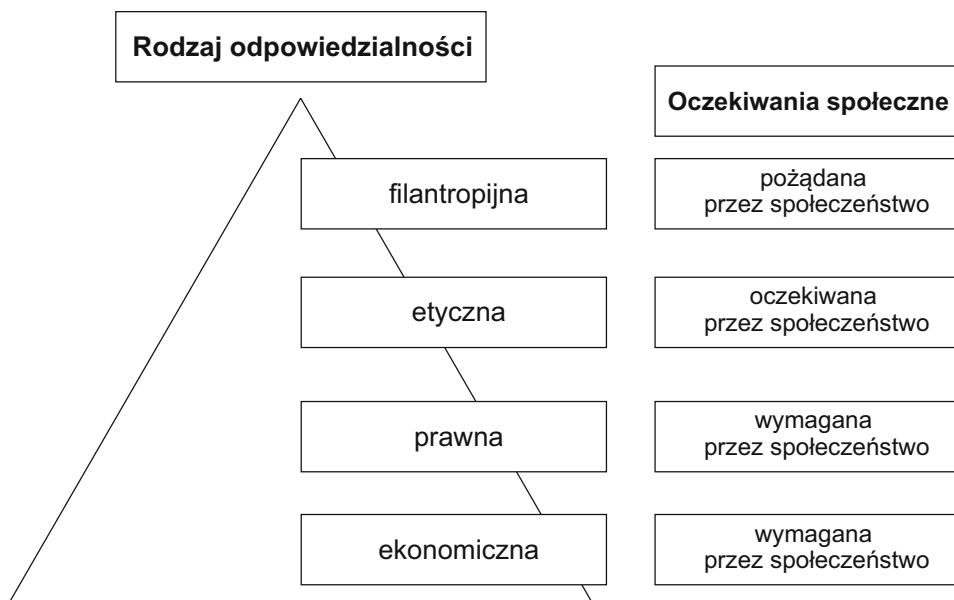 Rodzaj odpowiedzialności
Oczekiwania społeczne
filantropijna
pożądana
przez społeczeństwo
etyczna
oczekiwana
przez społeczeństwo
prawna
wymagana
przez społeczeństwo
ekonomiczna
wymagana
przez społeczeństwo